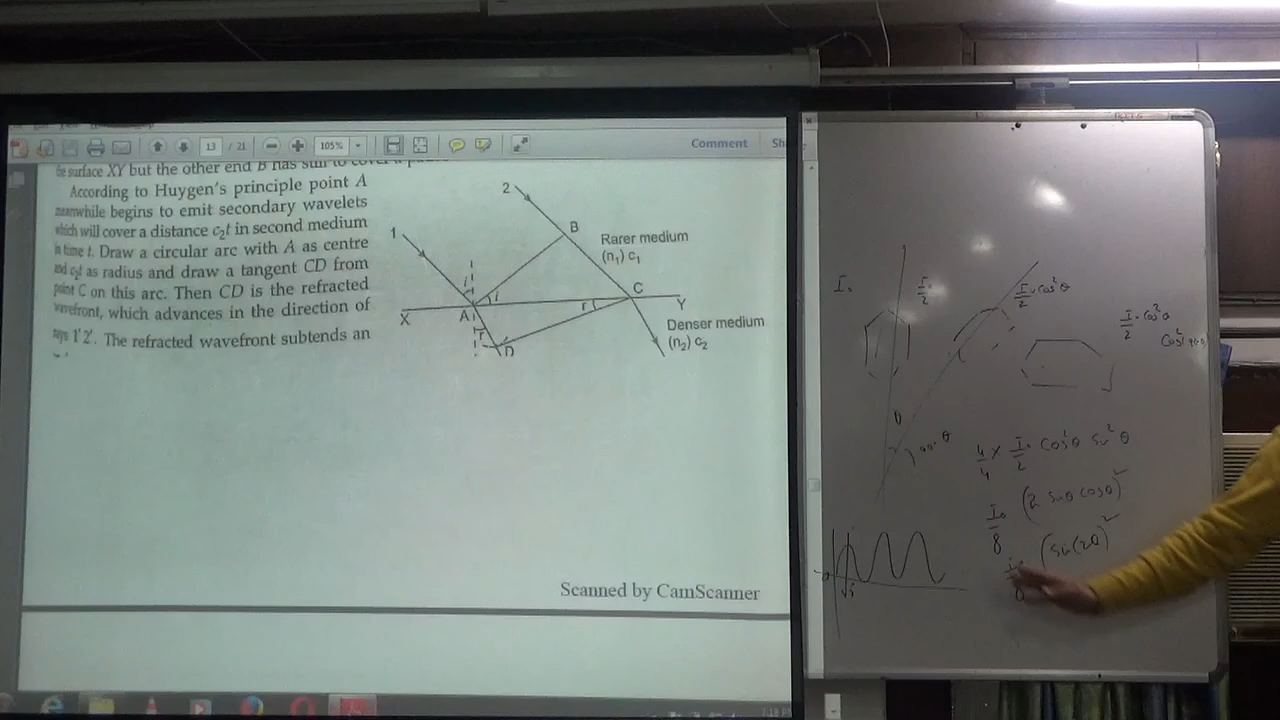 13 / 21
105%
Comment
Sh
According to Huygen's principle point A
meanwhile begins to emit secondary wavelets
which will cover a distance c₂t in second medium
in time t. Draw a circular arc with A as centre
and c₂t as radius and draw a tangent CD from
point C on this arc. Then CD is the refracted
wavefront, which advances in the direction of
rays 1' 2'. The refracted wavefront subtends an
1
2
B
Rarer medium
(n₁) c₁
i
i
A
C
X
Y
r
r
D
Denser medium
(n₂) c₂
Scanned by CamScanner
I₀
I₀/2
I₀/2 cos²θ
I₀/2 cos²θ
θ
4/4 × I₀/2 cos²θ sin²θ
I₀/8 (2 sinθ cosθ)²
(sin(2θ))²